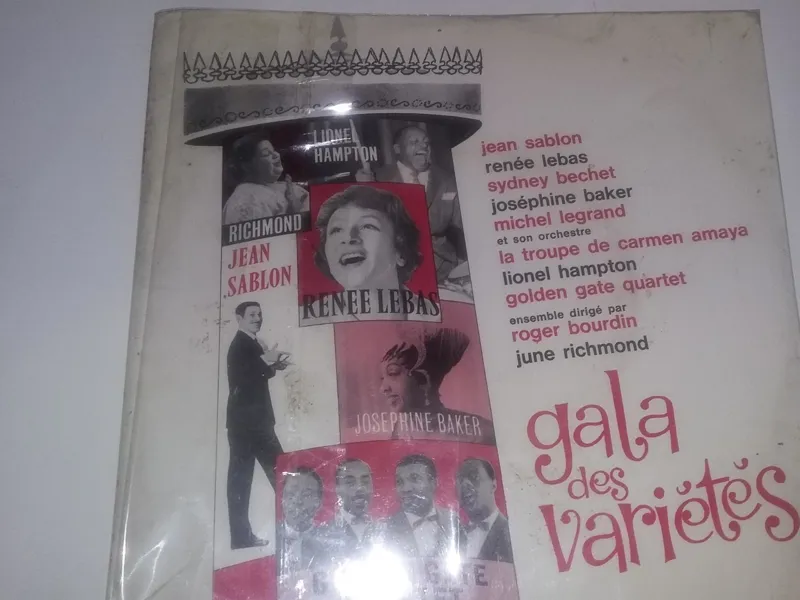 LIONEL
HAMPTON
RICHMOND
JEAN
SABLON
RENEE LEBAS
JOSEPHINE BAKER
jean sablon
renée lebas
sydney bechet
joséphine baker
michel legrand
et son orchestre
la troupe de carmen amaya
lionel hampton
golden gate quartet
ensemble dirigé par
roger bourdin
june richmond
gala
des
variétés